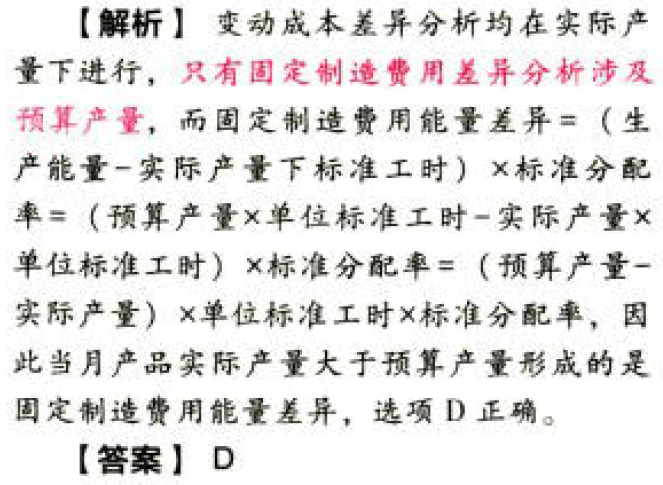 【解析】 变动成本差异分析均在实际产
量下进行，只有固定制造费用差异分析涉及
预算产量，而固定制造费用能量差异=（生
产能量-实际产量下标准工时）×标准分配
率=（预算产量×单位标准工时-实际产量×
单位标准工时）×标准分配率=（预算产量-
实际产量）×单位标准工时×标准分配率，因
此当月产品实际产量大于预算产量形成的是
固定制造费用能量差异，选项 D 正确。
【答案】 D